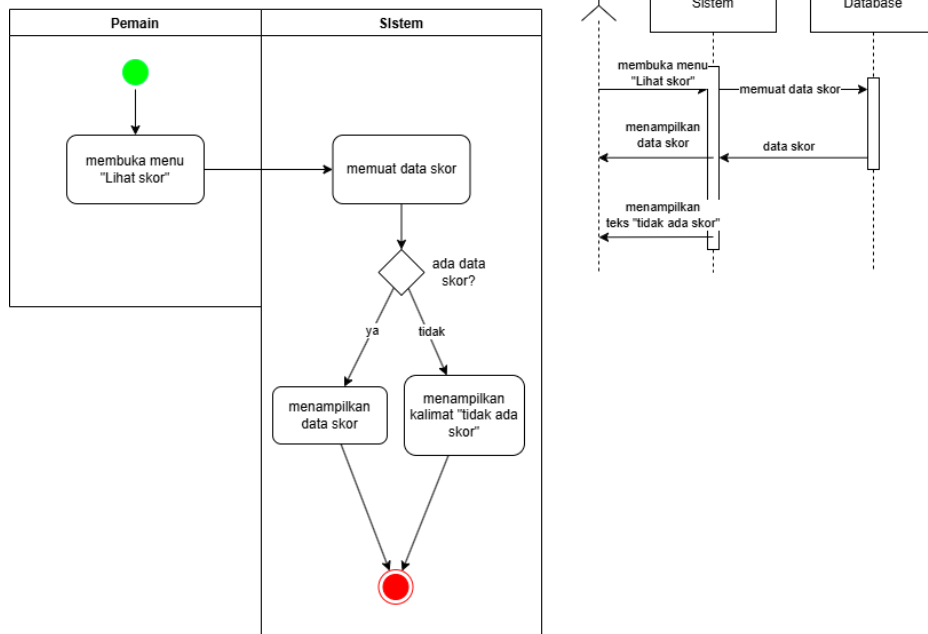 Pemain
Sistem
membuka menu
"Lihat skor"
memuat data skor
ada data
skor?
ya
tidak
menampilkan
data skor
menampilkan
kalimat "tidak ada
skor"
Sistem
Database
membuka menu
"Lihat skor"
memuat data skor
menampilkan
data skor
data skor
menampilkan
teks "tidak ada skor"